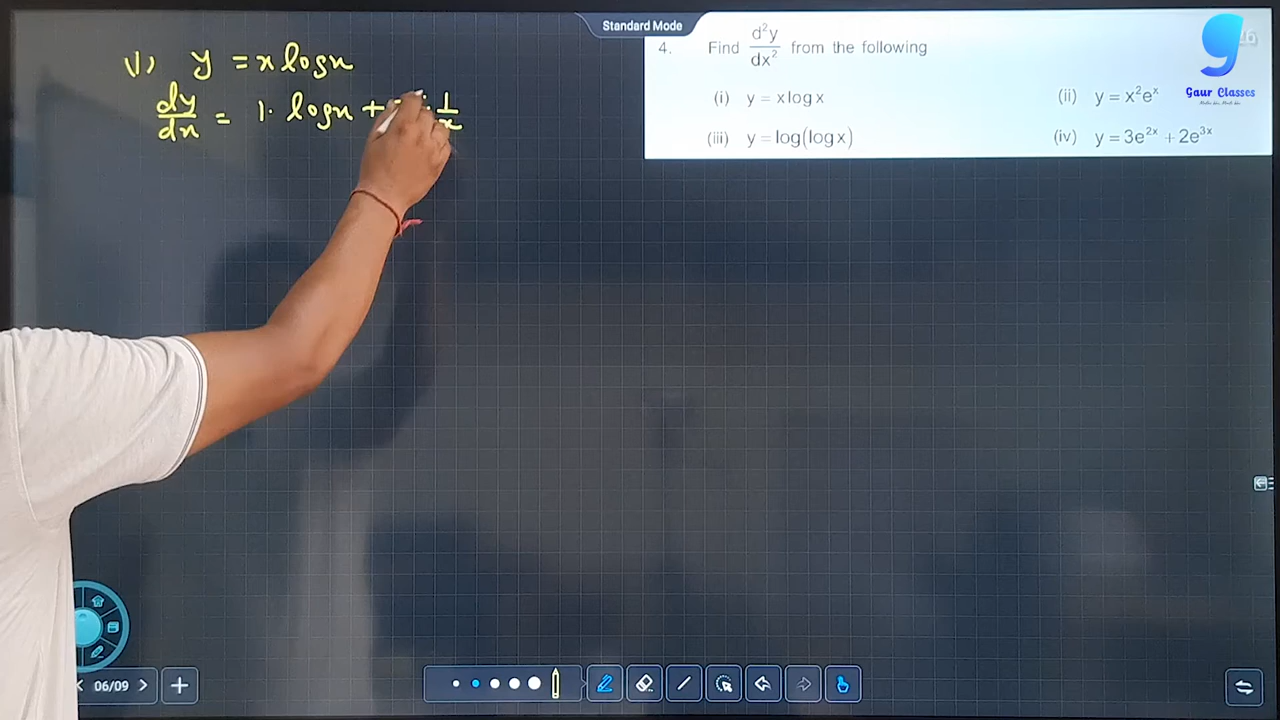 Standard Mode
4. Find d²y/dx² from the following
(i) y = x log x (ii) y = x²eˣ
(iii) y = log(log x) (iv) y = 3e²ˣ + 2e³ˣ
26
Gaur Classes
y = x log x
dy/dx = 1. log x + 1/x
06/09